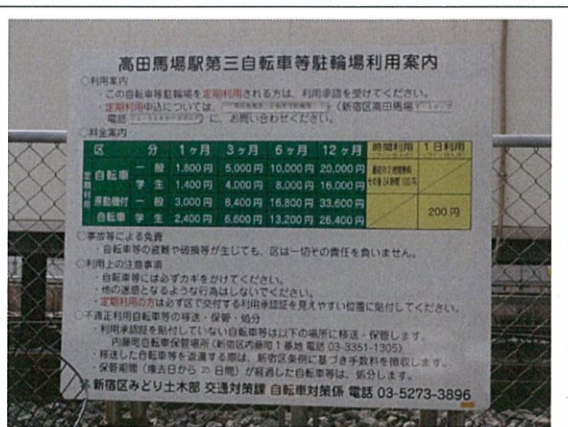 高田馬場駅第三自転車等駐輪場利用案内
○利用案内
・この自転車等駐輪場を定期利用される方は、利用承認を受けてください。
・定期利用申込については、 (新宿区高田馬場
電話 ) に、お問い合わせください。
○料金案内
区 分 1ヶ月 3ヶ月 6ヶ月 12ヶ月 時間利用 1日利用
定期利用 自転車 一般 1,800円 5,000円 10,000円 20,000円 最初の2時間無料
学生 1,400円 4,000円 8,000円 16,000円 その後24時間100円
原動機付 一般 3,000円 8,400円 16,800円 33,600円
自転車 学生 2,400円 6,600円 13,200円 26,400円 200円
○事故等による免責
・自転車等の盗難や破損等が生じても、区は一切その責任を負いません。
○利用上の注意事項
・自転車等には必ずカギをかけてください。
・他の迷惑となるような行為はしないでください。
・定期利用の方は必ず区で交付する利用承認証を見えやすい位置に貼付してください。
○不適正利用自転車等の移送・保管・処分
・利用承認証を貼付していない自転車等は以下の場所に移送・保管します。
内藤町自転車保管場所(新宿区内藤町1番地 電話 03-3351-1305)
移送した自転車等を返還する際は、新宿区条例に基づき手数料を徴収します。
保管期間(撤去日から 30 日間)が経過した自転車等は、処分します。
新宿区みどり土木部 交通対策課 自転車対策係 電話 03-5273-3896